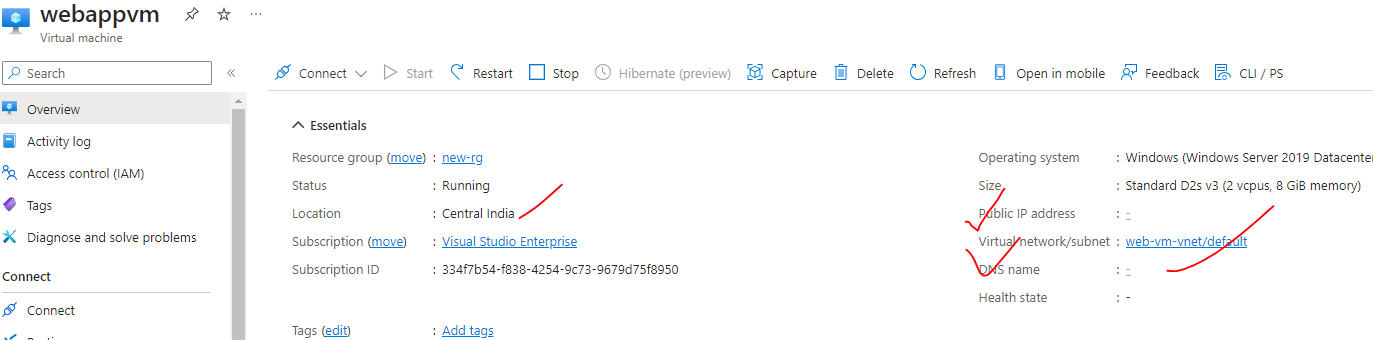 webappvm
Virtual machine
Search
Connect
Start
Restart
Stop
Hibernate (preview)
Capture
Delete
Refresh
Open in mobile
Feedback
CLI / PS
Overview
Activity log
Access control (IAM)
Tags
Diagnose and solve problems
Connect
Connect
Essentials
Resource group (move) : new-rg
Status : Running
Location : Central India
Subscription (move) : Visual Studio Enterprise
Subscription ID : 334f7b54-f838-4254-9c73-9679d75f8950
Tags (edit) : Add tags
Operating system : Windows (Windows Server 2019 Datacenter
Size : Standard D2s v3 (2 vcpus, 8 GiB memory)
Public IP address : -
Virtual network/subnet : web-vm-vnet/default
DNS name : -
Health state : -